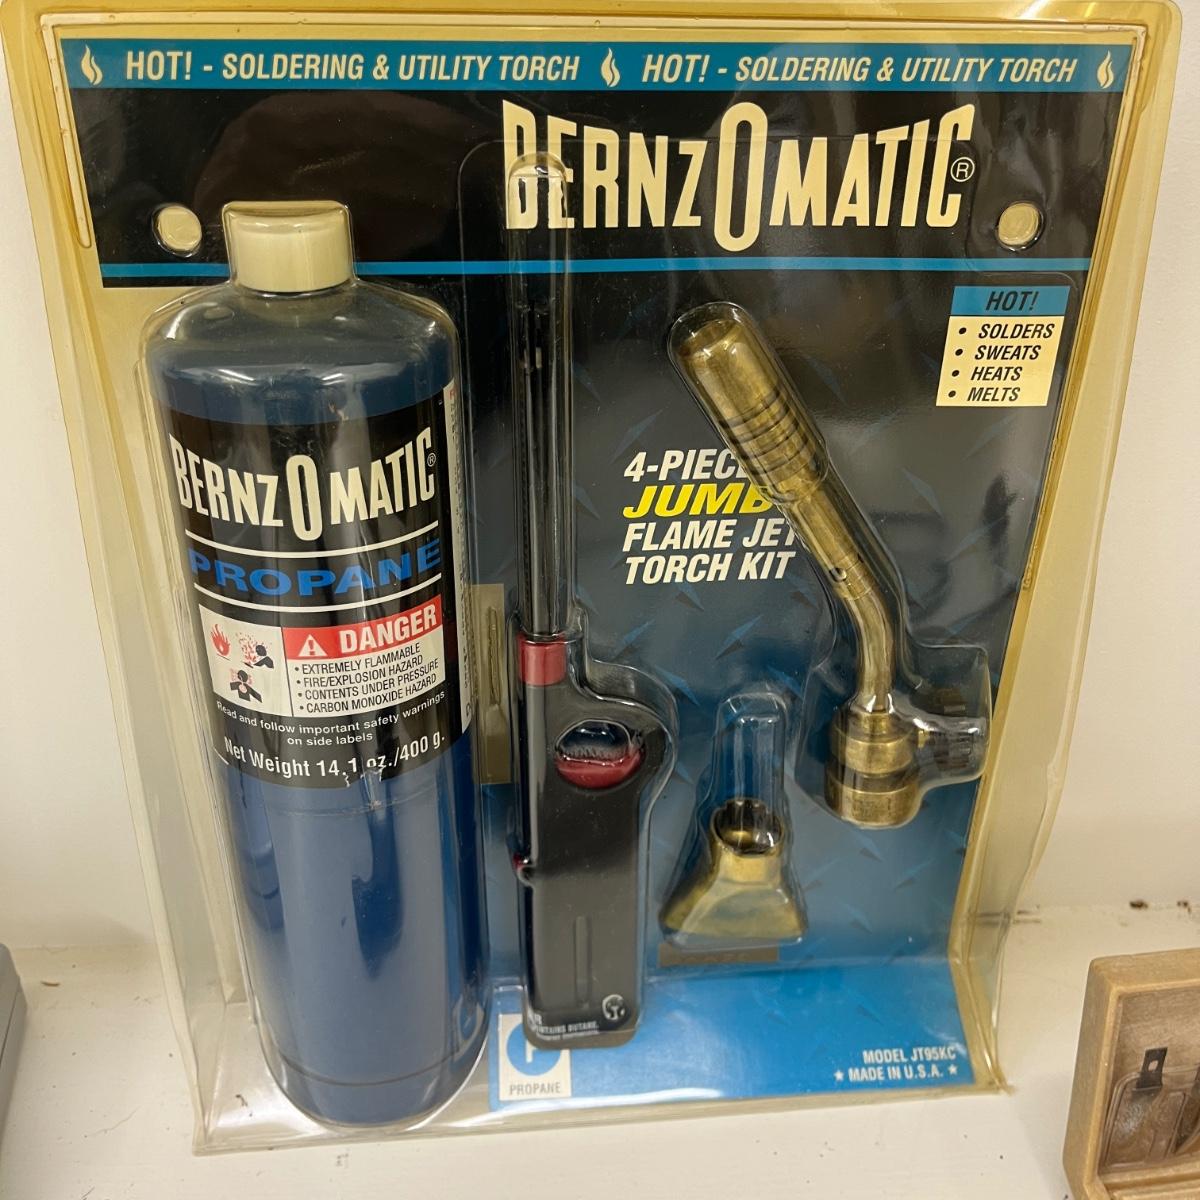 HOT! - SOLDERING & UTILITY TORCH HOT! - SOLDERING & UTILITY TORCH
BERNZOMATIC®
HOT!
• SOLDERS
• SWEATS
• HEATS
• MELTS
4-PIECE
JUMB
FLAME JET
TORCH KIT
BERNZOMATIC®
PROPANE
DANGER
• EXTREMELY FLAMMABLE
• FIRE/EXPLOSION HAZARD
• CONTENTS UNDER PRESSURE
• CARBON MONOXIDE HAZARD
Read and follow important safety warnings
on side labels
Net Weight 14.1 oz./400 g.
BUTANE.
PROPANE
MODEL JT95KC
★ MADE IN U.S.A. ★